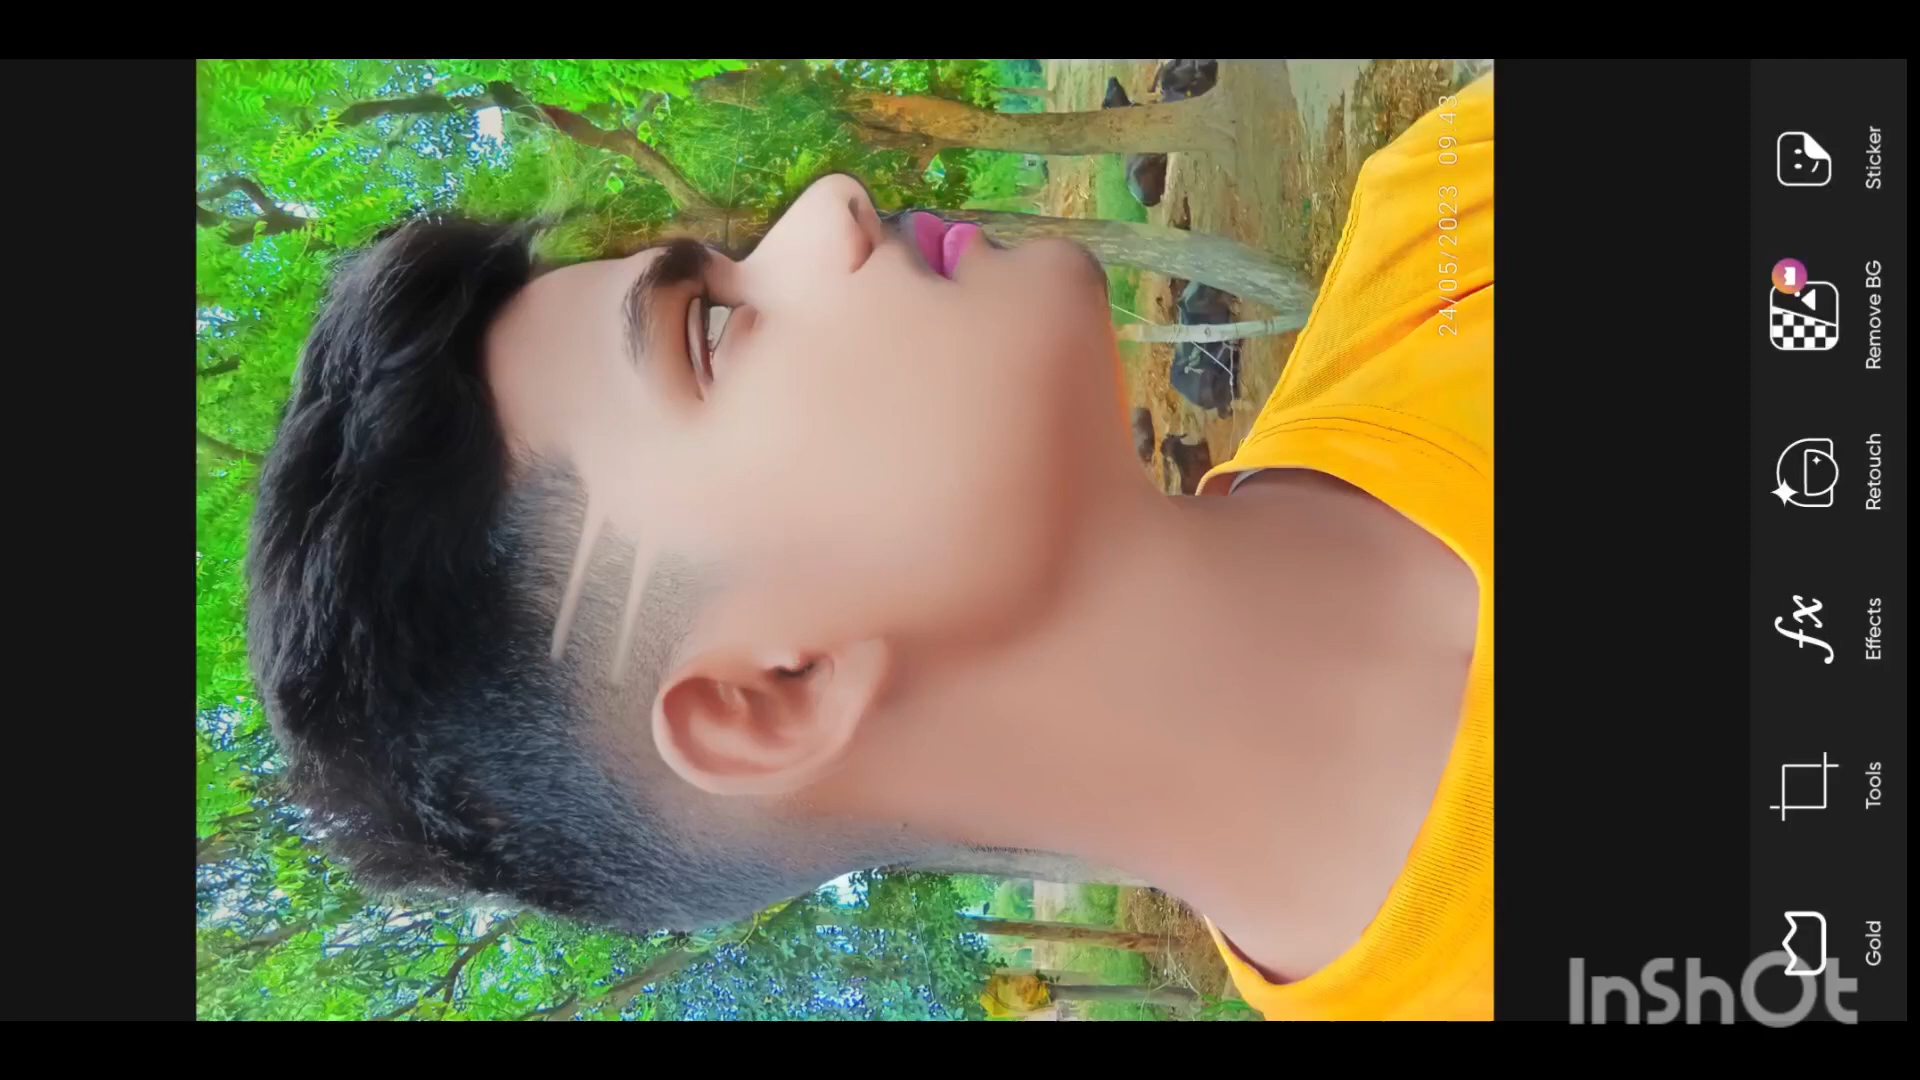 24/05/2023 09:43
Gold
Tools
Effects
Retouch
Remove BG
Sticker
InShOt